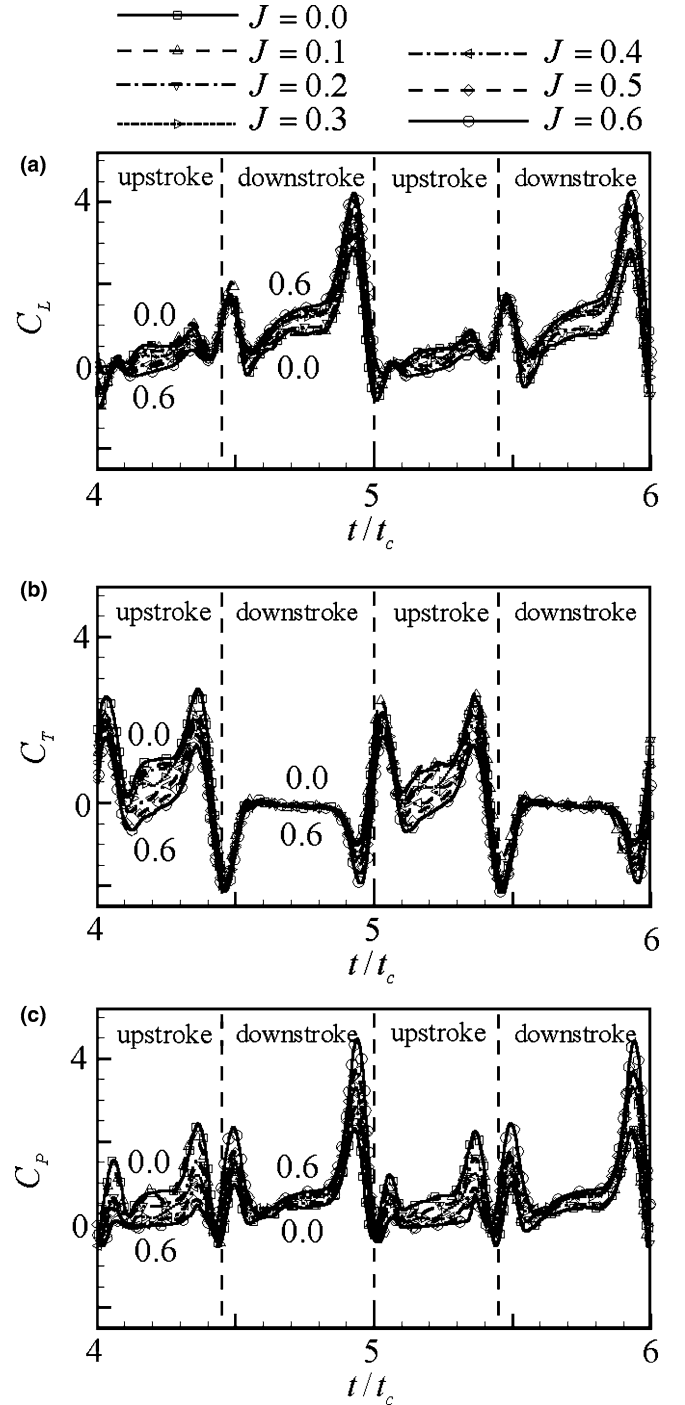 J = 0.0
J = 0.1 J = 0.4
J = 0.2 J = 0.5
J = 0.3 J = 0.6
(a)
upstroke downstroke upstroke downstroke
4
0.6
0.0
C_L
0
0.0
0.6
4 5 6
t / t_c
(b)
upstroke downstroke upstroke downstroke
4
0.0
C_T
0.0
0
0.6
0.6
4 5 6
t / t_c
(c)
upstroke downstroke upstroke downstroke
4
0.0 0.6
C_P
0
0.6 0.0
4 5 6
t / t_c